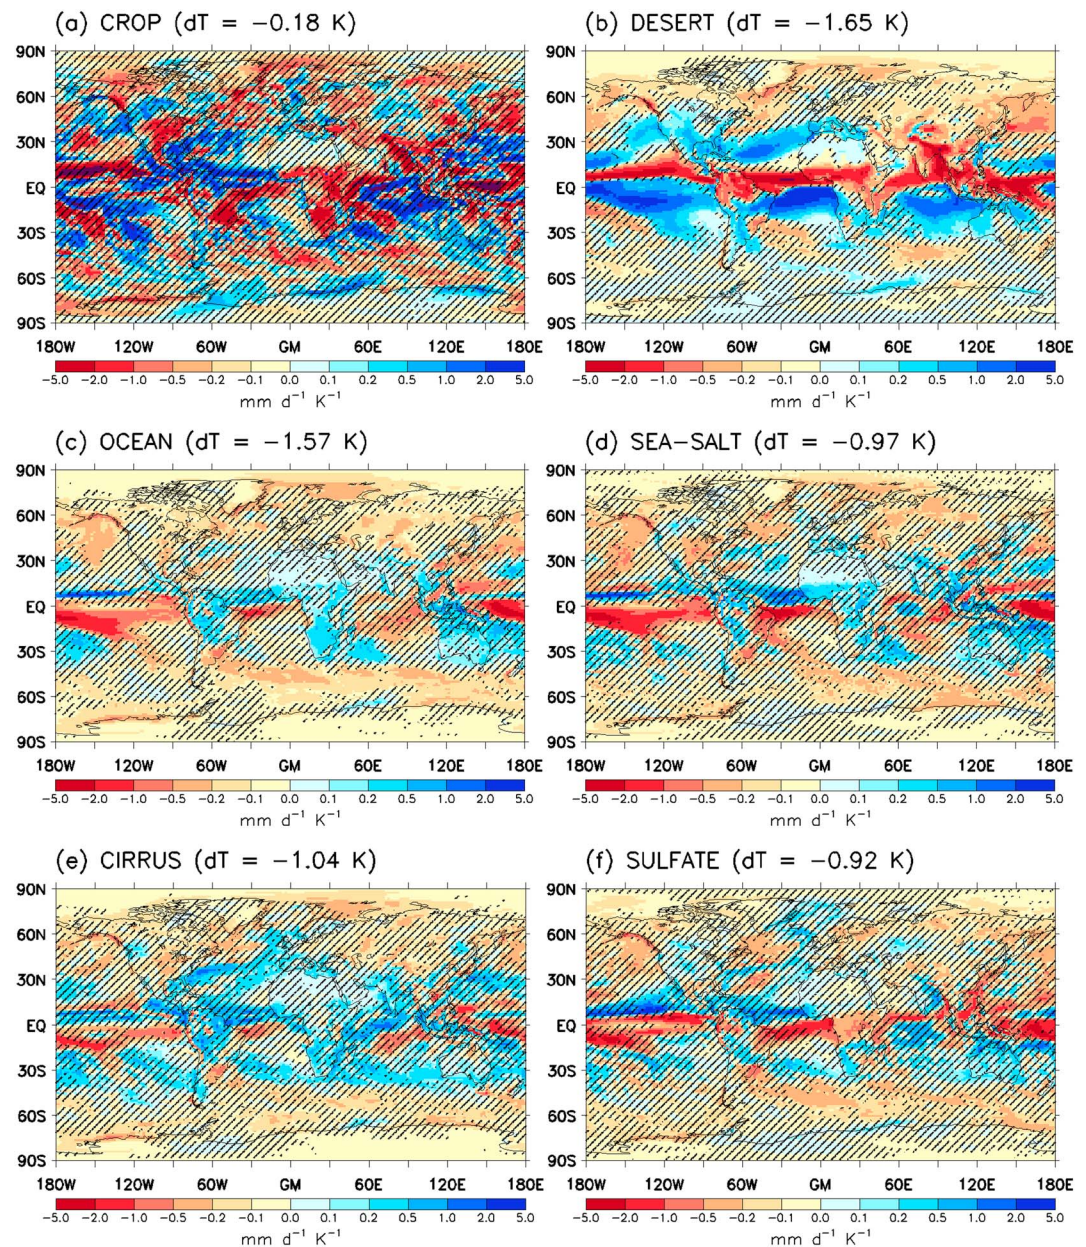 (a) CROP (dT = −0.18 K)
90N
60N
30N
EQ
30S
60S
90S
180W 120W 60W GM 60E 120E 180E
−5.0 −2.0 −1.0 −0.5 −0.2 −0.1 0.0 0.1 0.2 0.5 1.0 2.0 5.0
mm d⁻¹ K⁻¹
(b) DESERT (dT = −1.65 K)
90N
60N
30N
EQ
30S
60S
90S
180W 120W 60W GM 60E 120E 180E
−5.0 −2.0 −1.0 −0.5 −0.2 −0.1 0.0 0.1 0.2 0.5 1.0 2.0 5.0
mm d⁻¹ K⁻¹
(c) OCEAN (dT = −1.57 K)
90N
60N
30N
EQ
30S
60S
90S
180W 120W 60W GM 60E 120E 180E
−5.0 −2.0 −1.0 −0.5 −0.2 −0.1 0.0 0.1 0.2 0.5 1.0 2.0 5.0
mm d⁻¹ K⁻¹
(d) SEA−SALT (dT = −0.97 K)
90N
60N
30N
EQ
30S
60S
90S
180W 120W 60W GM 60E 120E 180E
−5.0 −2.0 −1.0 −0.5 −0.2 −0.1 0.0 0.1 0.2 0.5 1.0 2.0 5.0
mm d⁻¹ K⁻¹
(e) CIRRUS (dT = −1.04 K)
90N
60N
30N
EQ
30S
60S
90S
180W 120W 60W GM 60E 120E 180E
−5.0 −2.0 −1.0 −0.5 −0.2 −0.1 0.0 0.1 0.2 0.5 1.0 2.0 5.0
mm d⁻¹ K⁻¹
(f) SULFATE (dT = −0.92 K)
90N
60N
30N
EQ
30S
60S
90S
180W 120W 60W GM 60E 120E 180E
−5.0 −2.0 −1.0 −0.5 −0.2 −0.1 0.0 0.1 0.2 0.5 1.0 2.0 5.0
mm d⁻¹ K⁻¹